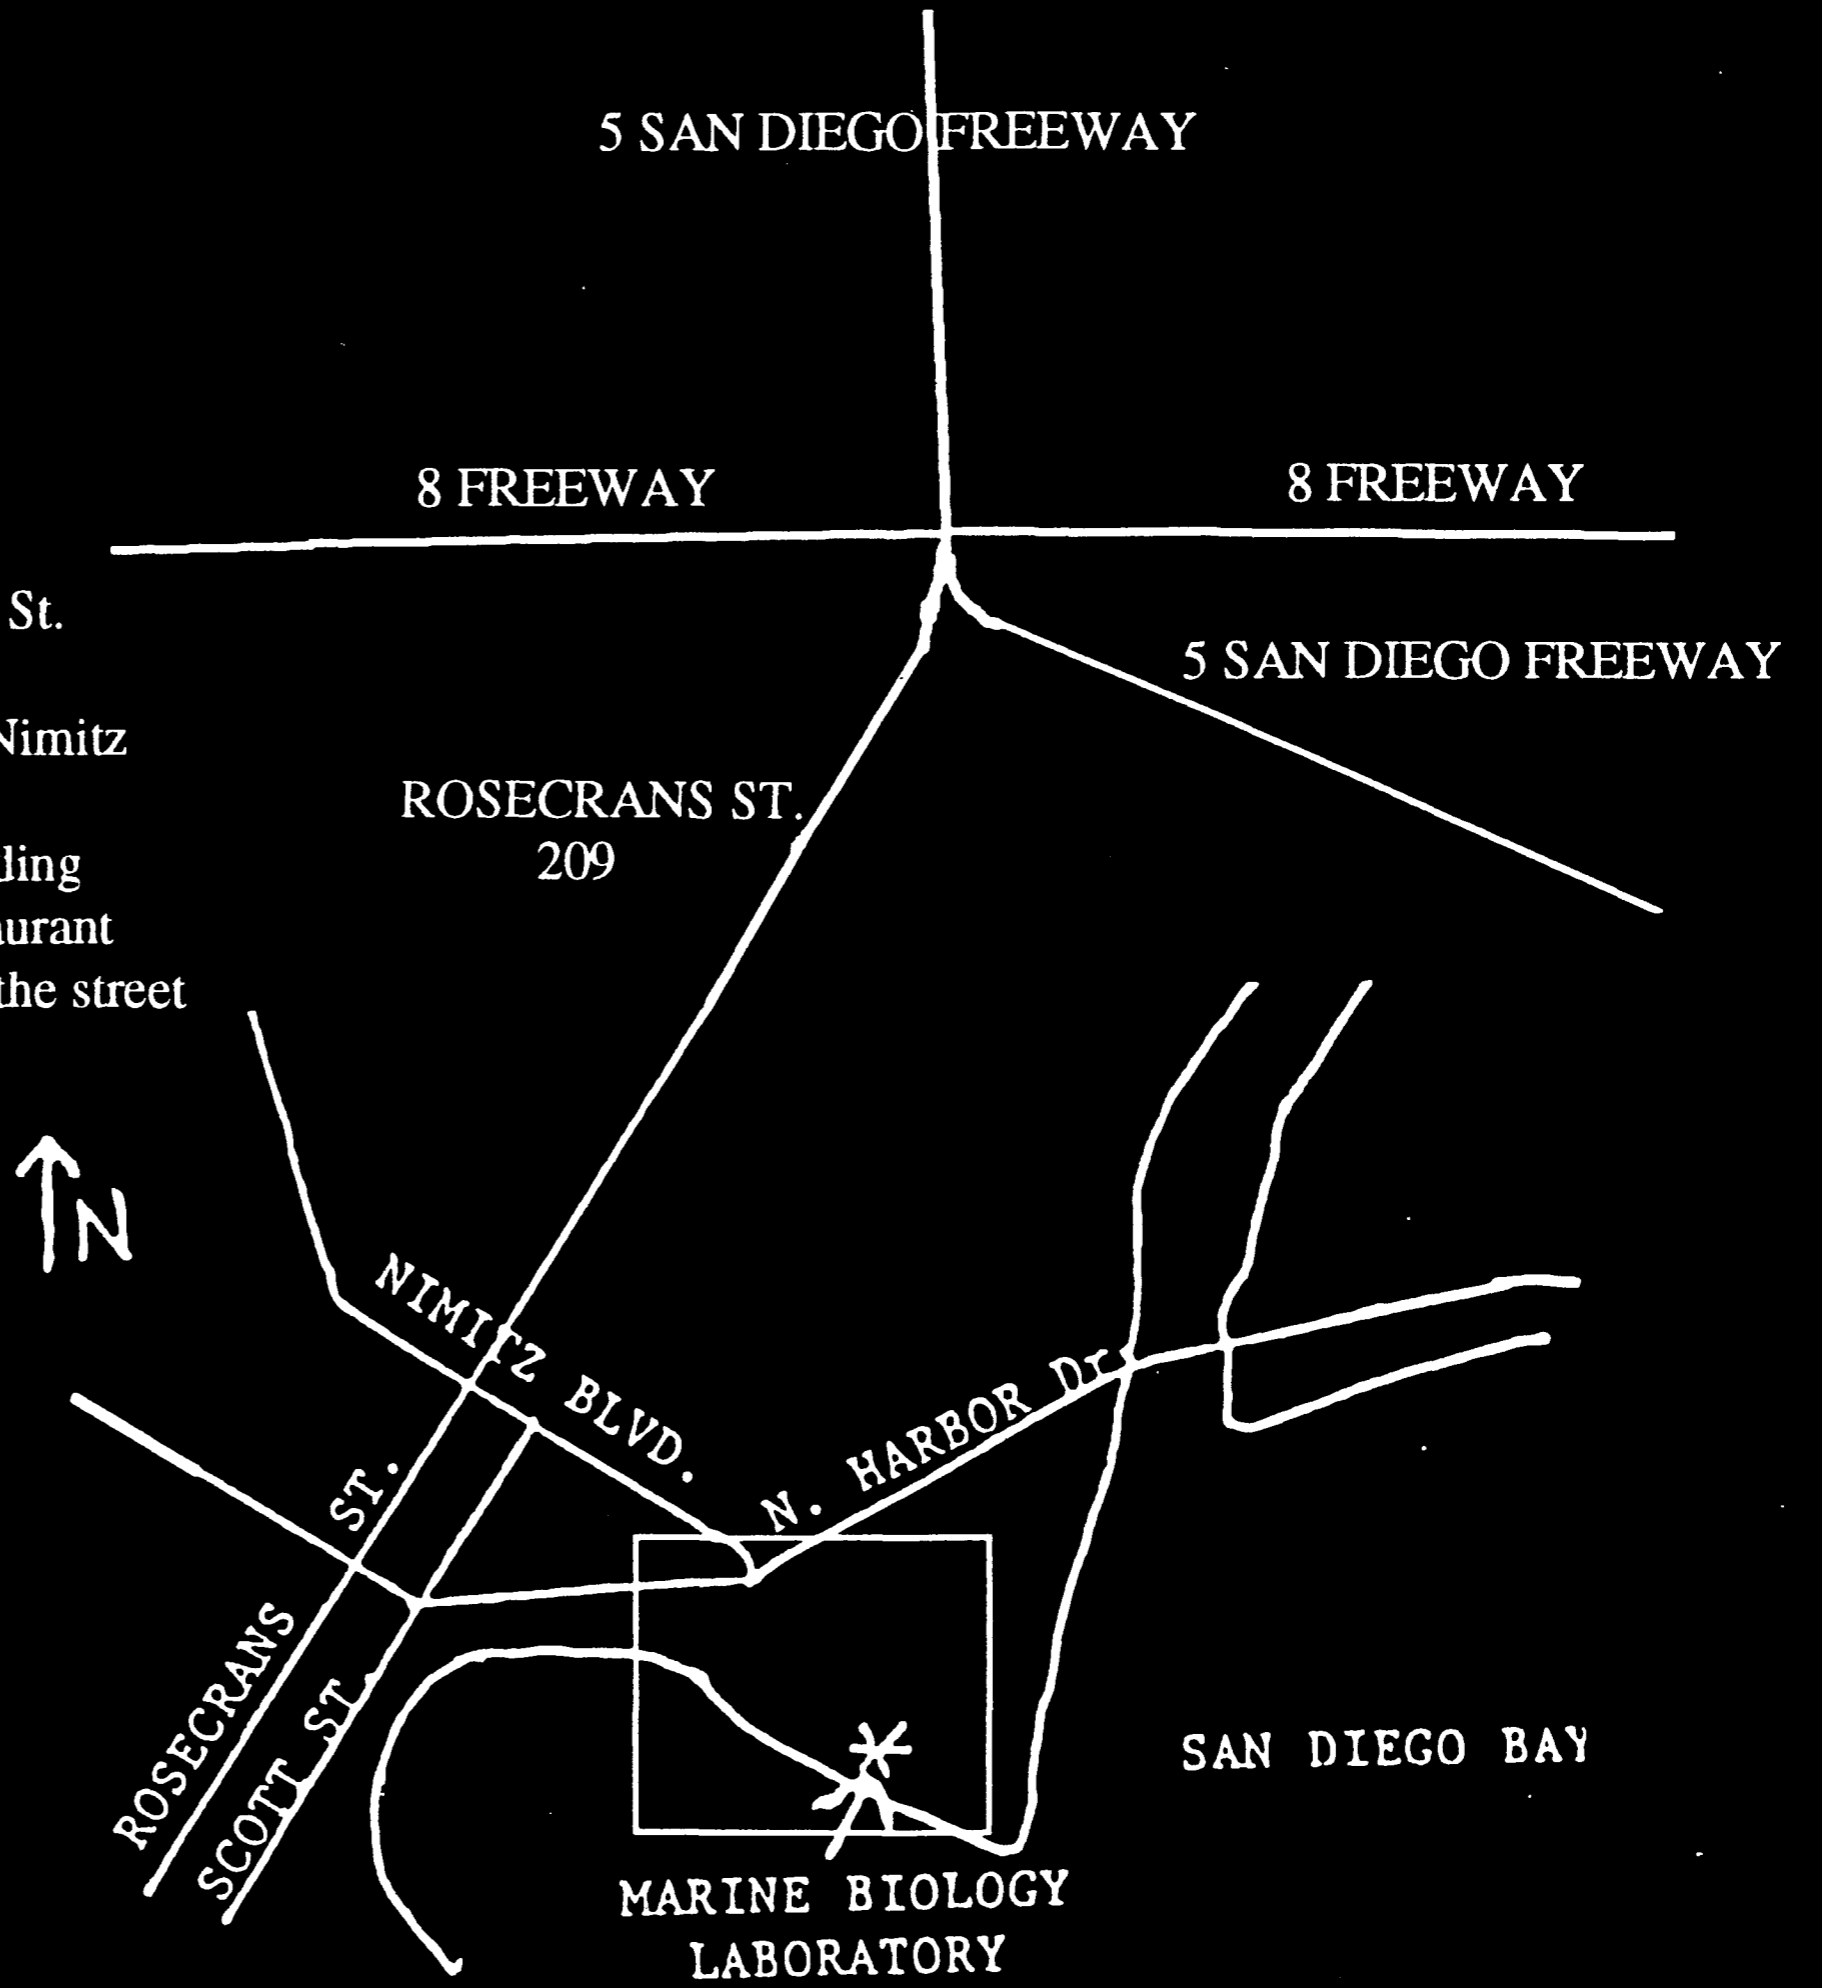 5 SAN DIEGO FREEWAY
8 FREEWAY
8 FREEWAY
St.
5 SAN DIEGO FREEWAY
Nimitz
ROSECRANS ST.
209
ding
aurant
the street
N
NIMITZ BLVD.
N. HARBOR Dr.
ROSECRANS ST.
SCOTT ST
SAN DIEGO BAY
MARINE BIOLOGY
LABORATORY